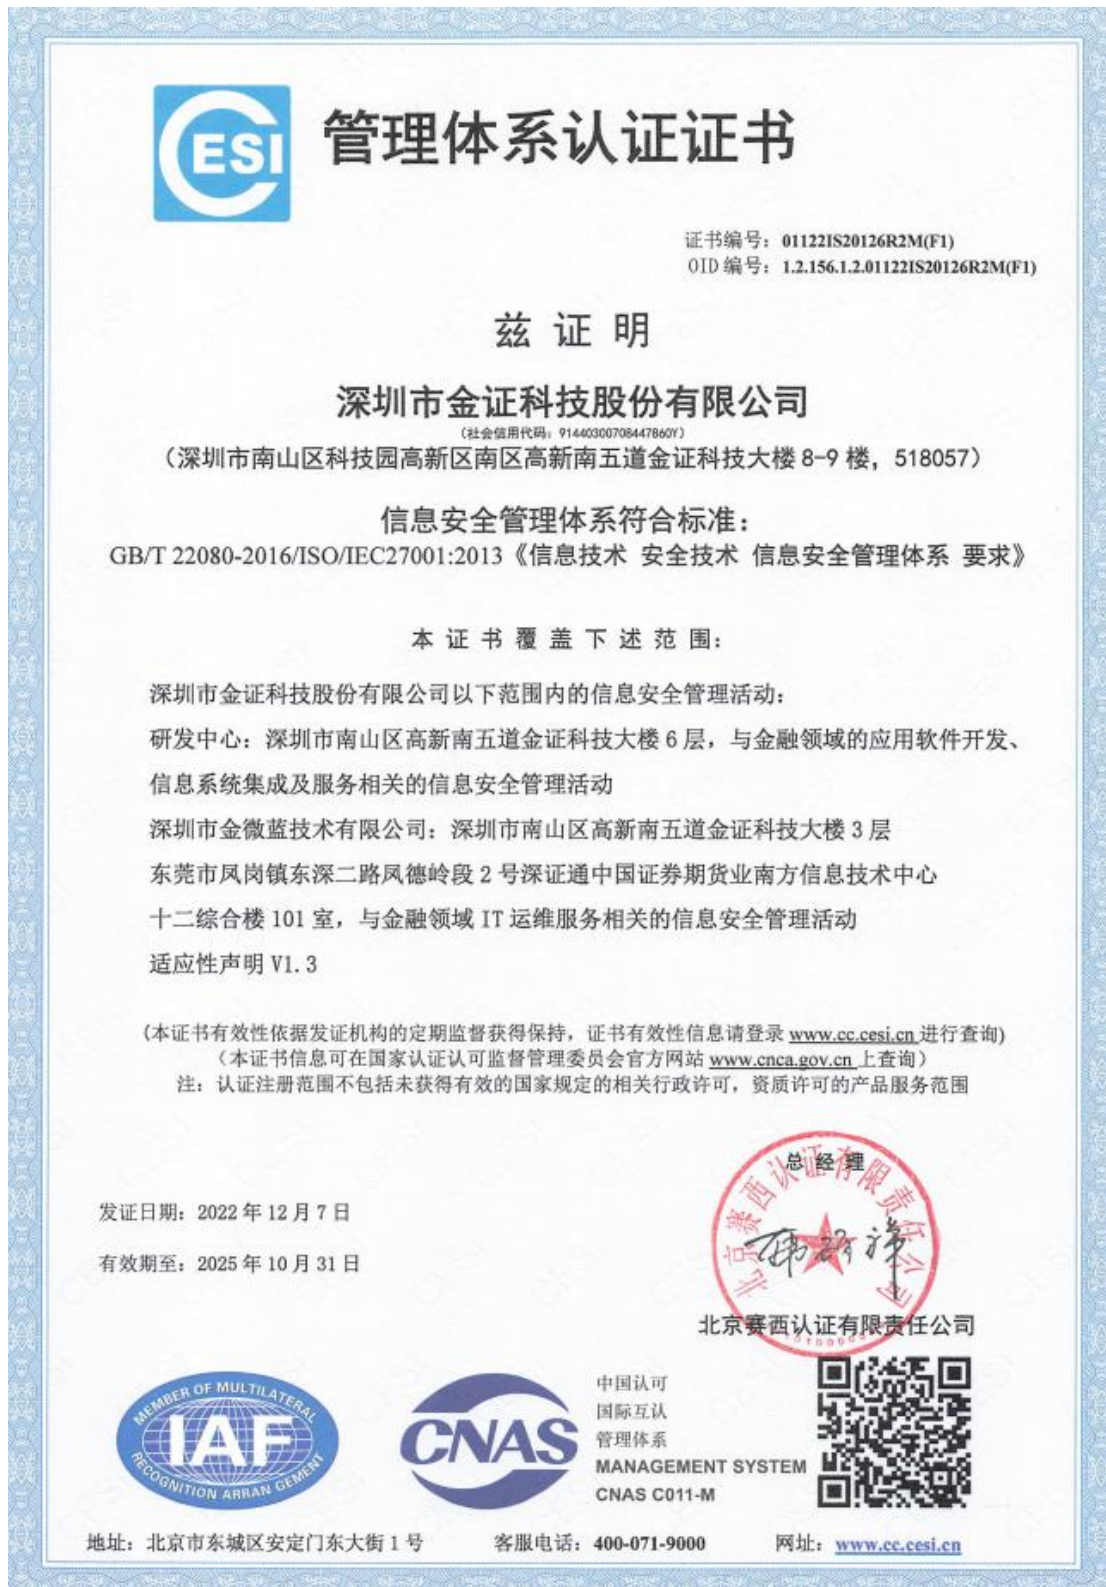 CESI
管理体系认证证书
证书编号：01122IS20126R2M(F1)
OID 编号：1.2.156.1.2.01122IS20126R2M(F1)
兹 证 明
深圳市金证科技股份有限公司
（社会信用代码：91440300708447860Y）
（深圳市南山区科技园高新区南区高新南五道金证科技大楼 8-9 楼，518057）
信息安全管理体系符合标准：
GB/T 22080-2016/ISO/IEC27001:2013《信息技术 安全技术 信息安全管理体系 要求》
本 证 书 覆 盖 下 述 范 围：
深圳市金证科技股份有限公司以下范围内的信息安全管理活动：
研发中心：深圳市南山区高新南五道金证科技大楼 6 层，与金融领域的应用软件开发、
信息系统集成及服务相关的信息安全管理活动
深圳市金微蓝技术有限公司：深圳市南山区高新南五道金证科技大楼 3 层
东莞市凤岗镇东深二路凤德岭段 2 号深证通中国证券期货业南方信息技术中心
十二综合楼 101 室，与金融领域 IT 运维服务相关的信息安全管理活动
适应性声明 V1.3
(本证书有效性依据发证机构的定期监督获得保持，证书有效性信息请登录 www.cc.cesi.cn 进行查询)
（本证书信息可在国家认证认可监督管理委员会官方网站 www.cnca.gov.cn 上查询）
注：认证注册范围不包括未获得有效的国家规定的相关行政许可，资质许可的产品服务范围
总 经 理
北京赛西认证有限责任公司
发证日期：2022 年 12 月 7 日
有效期至：2025 年 10 月 31 日
北京赛西认证有限责任公司
MEMBER OF MULTILATERAL
IAF
RECOGNITION ARRANGEMENT
CNAS
中国认可
国际互认
管理体系
MANAGEMENT SYSTEM
CNAS C011-M
地址：北京市东城区安定门东大街 1 号
客服电话：400-071-9000
网址：www.cc.cesi.cn